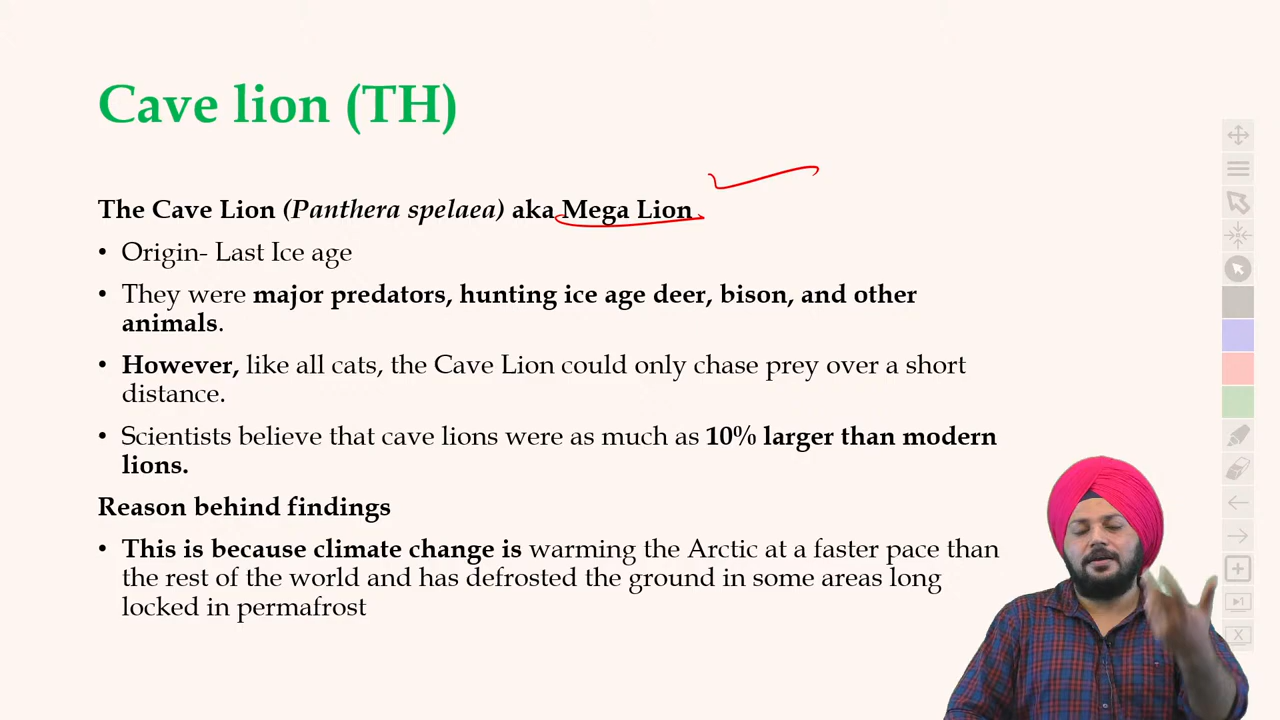 Cave lion (TH)
The Cave Lion (Panthera spelaea) aka Mega Lion
• Origin- Last Ice age
• They were major predators, hunting ice age deer, bison, and other
animals.
• However, like all cats, the Cave Lion could only chase prey over a short
distance.
• Scientists believe that cave lions were as much as 10% larger than modern
lions.
Reason behind findings
• This is because climate change is warming the Arctic at a faster pace than
the rest of the world and has defrosted the ground in some areas long
locked in permafrost